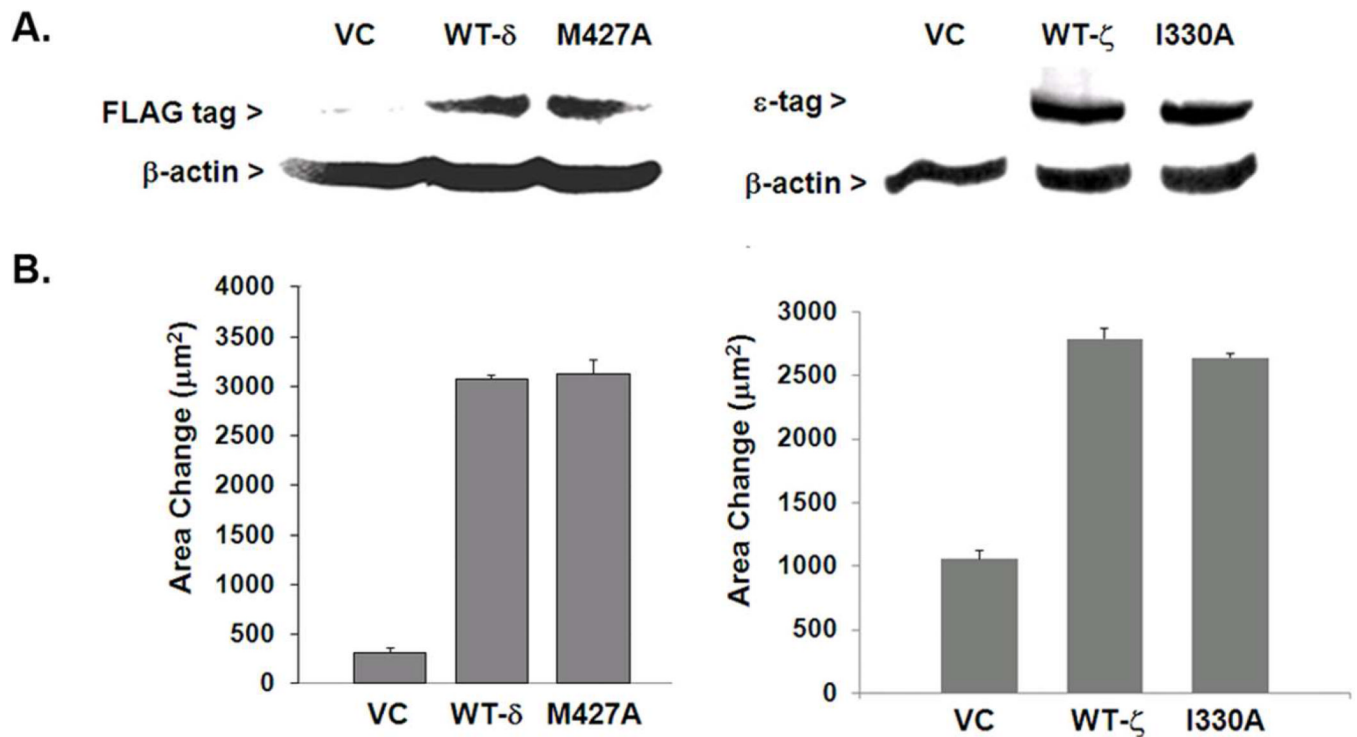 A.
VC WT-δ M427A
FLAG tag >
β-actin >
VC WT-ζ I330A
ε-tag >
β-actin >
B.
Area Change (μm²)
4000
3500
3000
2500
2000
1500
1000
500
0
VC WT-δ M427A
Area Change (μm²)
3000
2500
2000
1500
1000
500
0
VC WT-ζ I330A